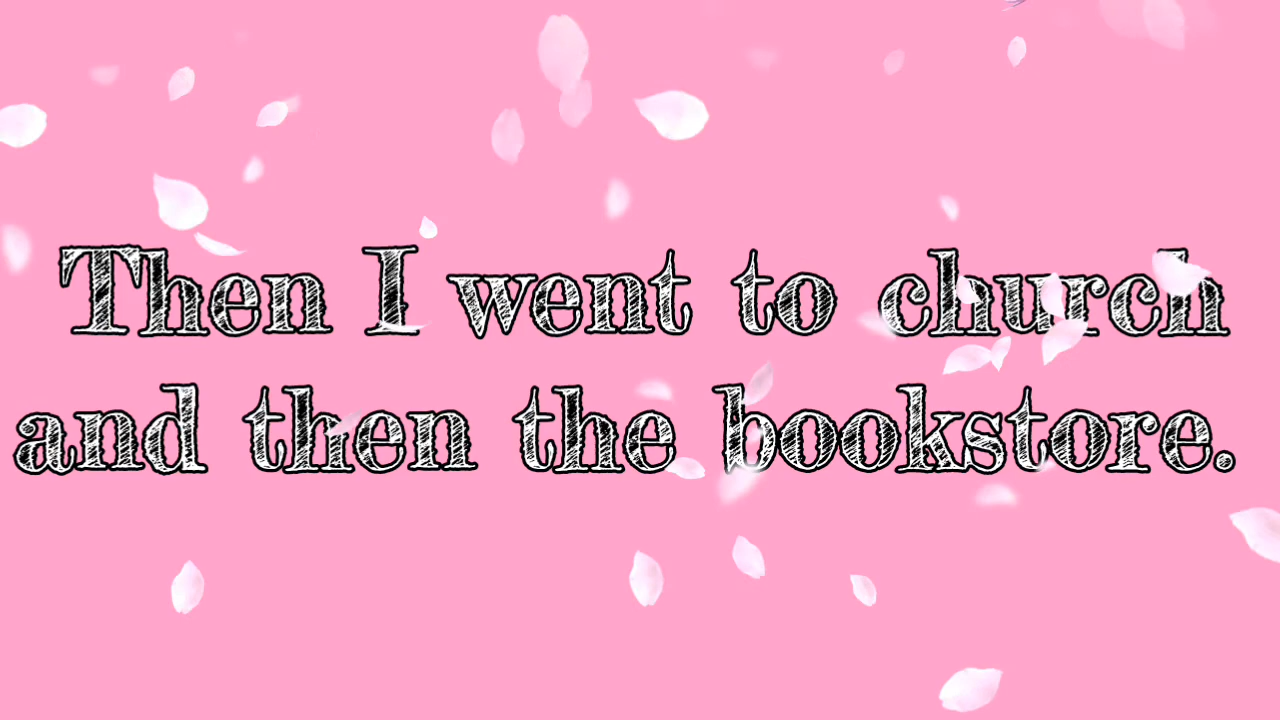 Then I went to church
and then the bookstore.